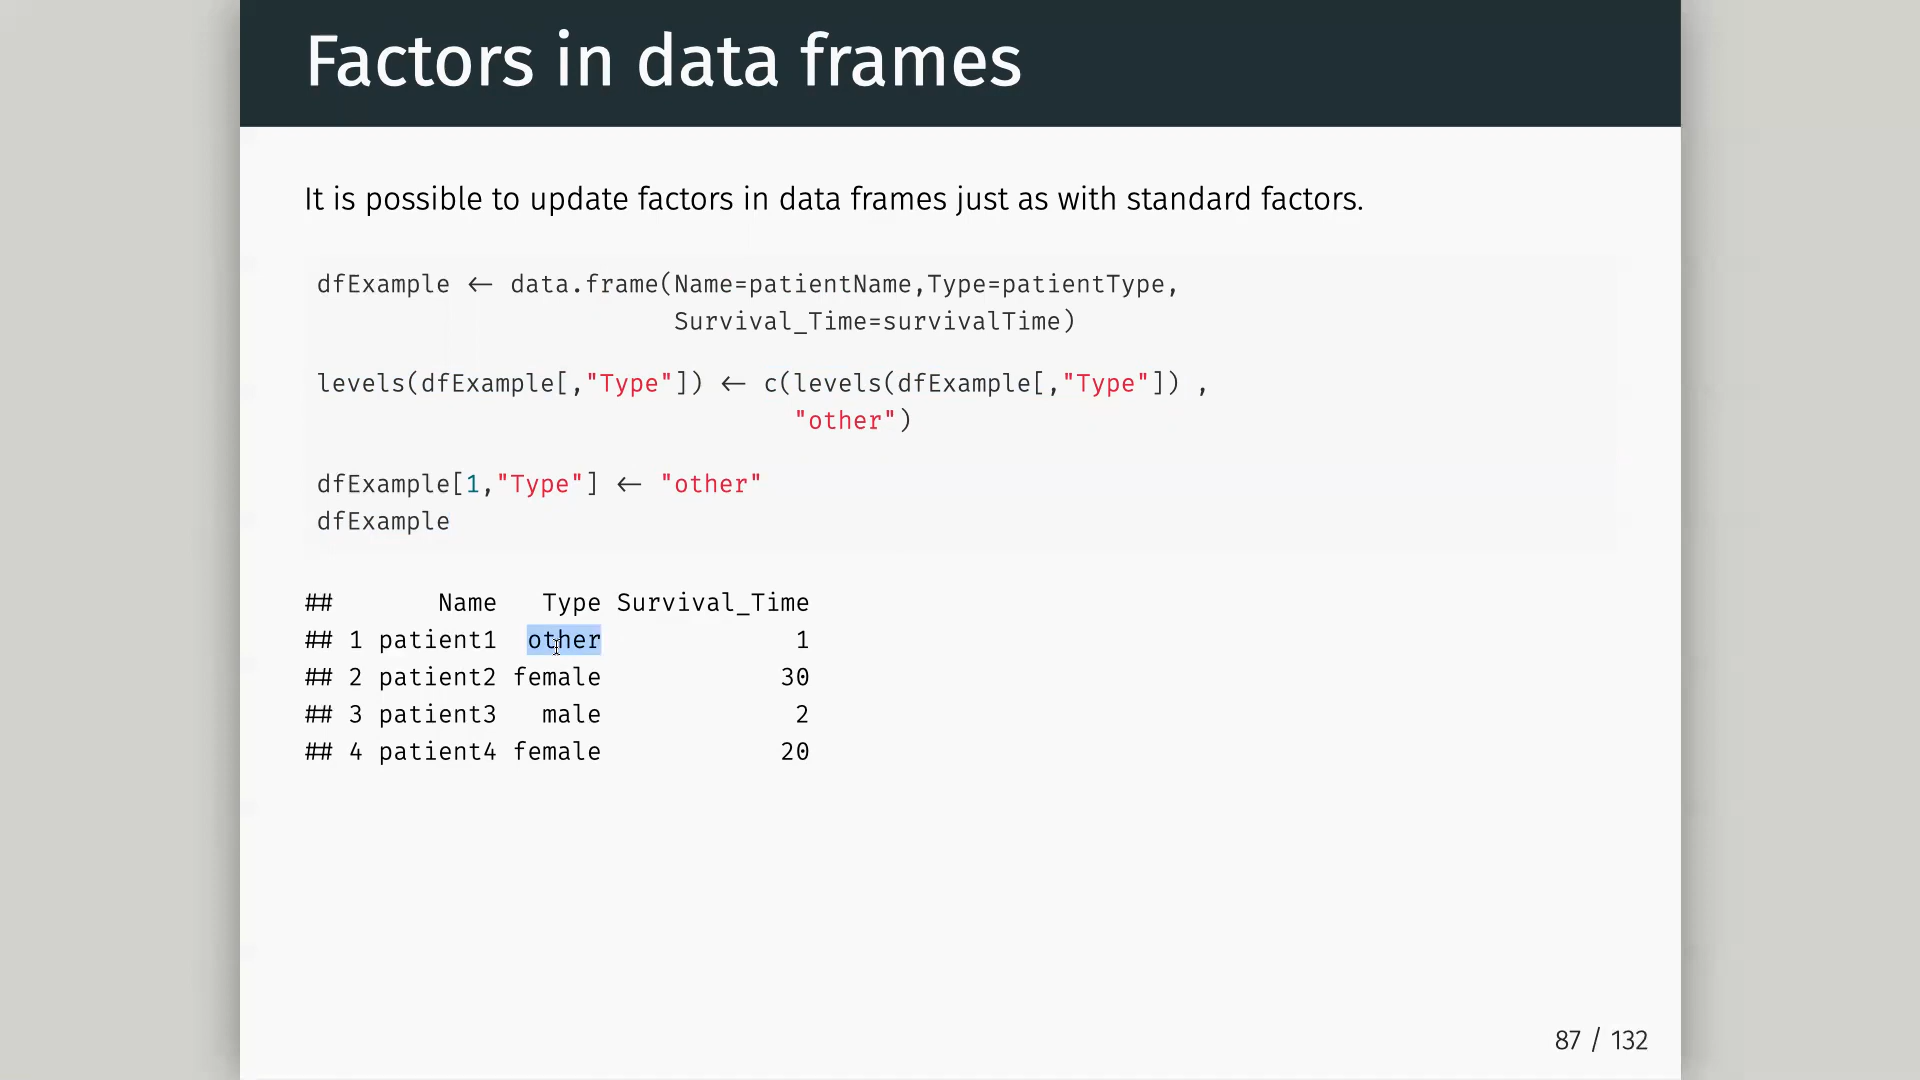 Factors in data frames
It is possible to update factors in data frames just as with standard factors.
dfExample <- data.frame(Name=patientName,Type=patientType,
Survival_Time=survivalTime)
levels(dfExample[,"Type"]) <- c(levels(dfExample[,"Type"]) ,
"other")
dfExample[1,"Type"] <- "other"
dfExample
## Name Type Survival_Time
## 1 patient1 other 1
## 2 patient2 female 30
## 3 patient3 male 2
## 4 patient4 female 20
87 / 132